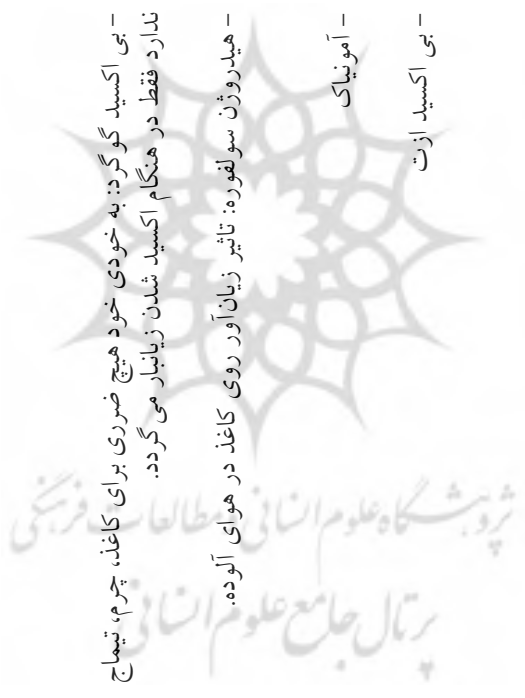 - بی اکسید گوگرد: به خودی خود هیچ ضرری برای کاغذ، چرم، تیماج
ندارد فقط در هنگام اکسید شدن زیانبار می گردد.
- هیدروژن سولفوره: تاثیر زیان‌آور روی کاغذ در هوای آلوده.
- آمونیاک
- بی اکسید ازت
پژوهشگاه علوم انسانی و مطالعات فرهنگی
پرتال جامع علوم انسانی